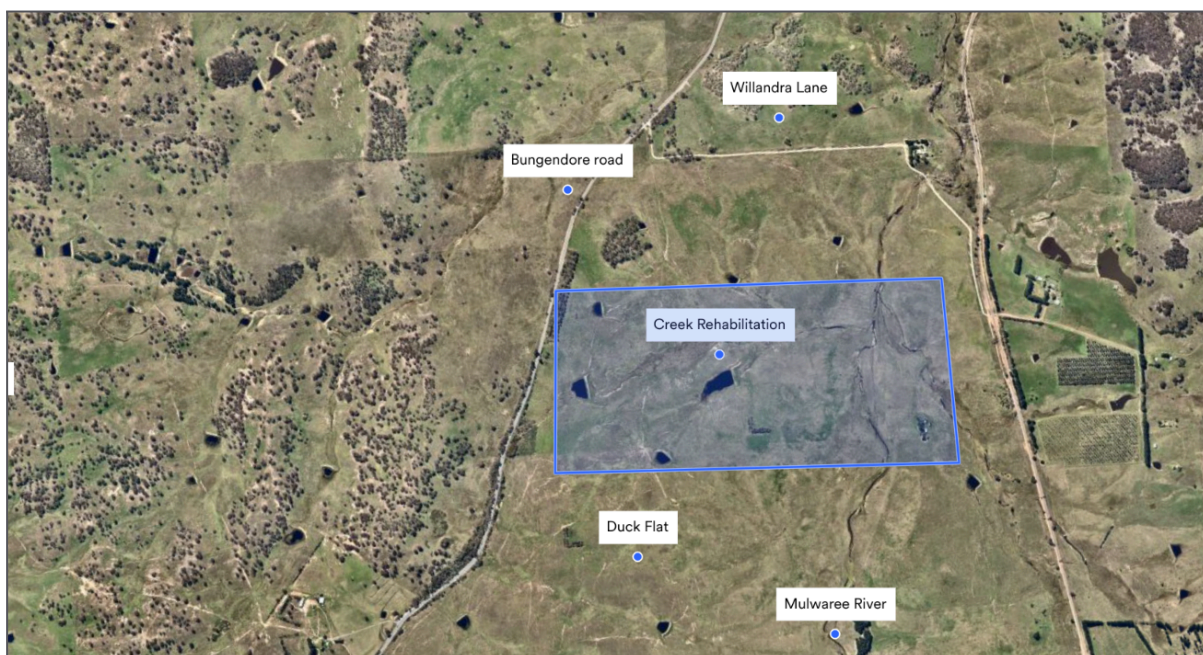 Willandra Lane
Bungendore road
Creek Rehabilitation
Duck Flat
Mulwaree River